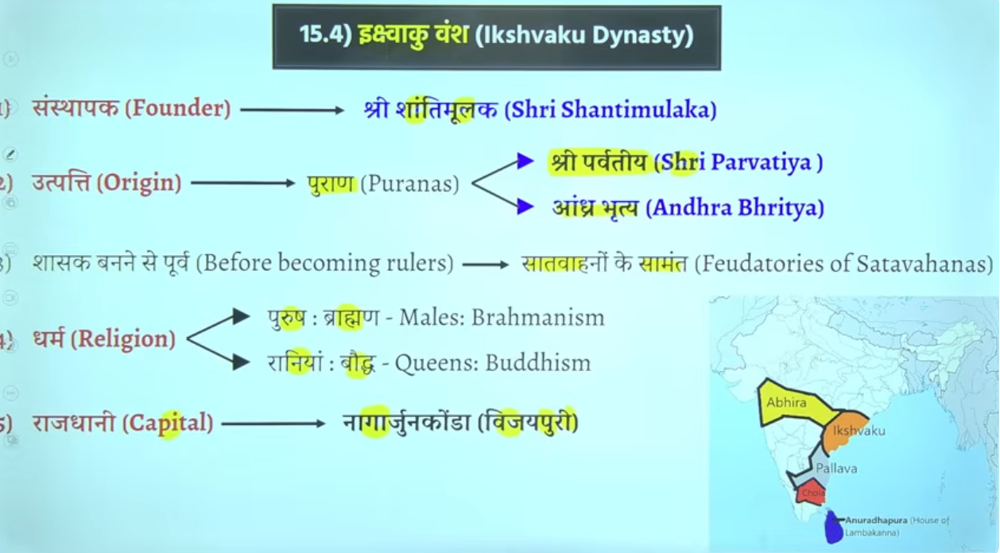 15.4) इक्ष्वाकु वंश (Ikshvaku Dynasty)
1) संस्थापक (Founder) श्री शांतिमूलक (Shri Shantimulaka)
2) उत्पत्ति (Origin) पुराण (Puranas)
श्री पर्वतीय (Shri Parvatiya )
आंध्र भृत्य (Andhra Bhritya)
3) शासक बनने से पूर्व (Before becoming rulers) सातवाहनों के सामंत (Feudatories of Satavahanas)
4) धर्म (Religion)
पुरुष : ब्राह्मण - Males: Brahmanism
रानियां : बौद्ध - Queens: Buddhism
5) राजधानी (Capital) नागार्जुनकोंडा (विजयपुरी)
Abhira
Ikshvaku
Pallava
Chola
Anuradhapura (House of
Lambakanna)